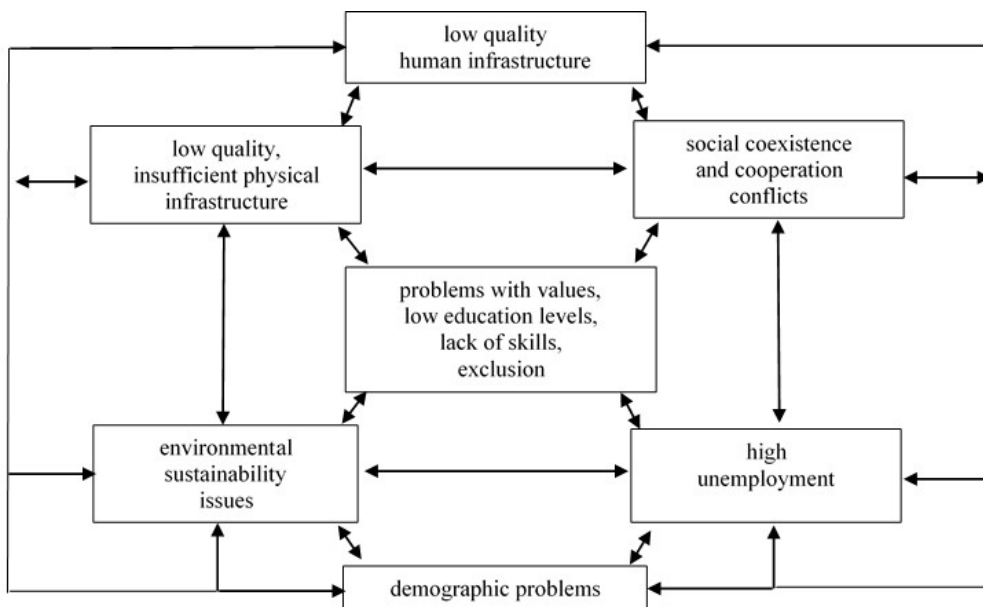 low quality
human infrastructure
low quality,
insufficient physical
infrastructure
social coexistence
and cooperation
conflicts
problems with values,
low education levels,
lack of skills,
exclusion
environmental
sustainability
issues
high
unemployment
demographic problems